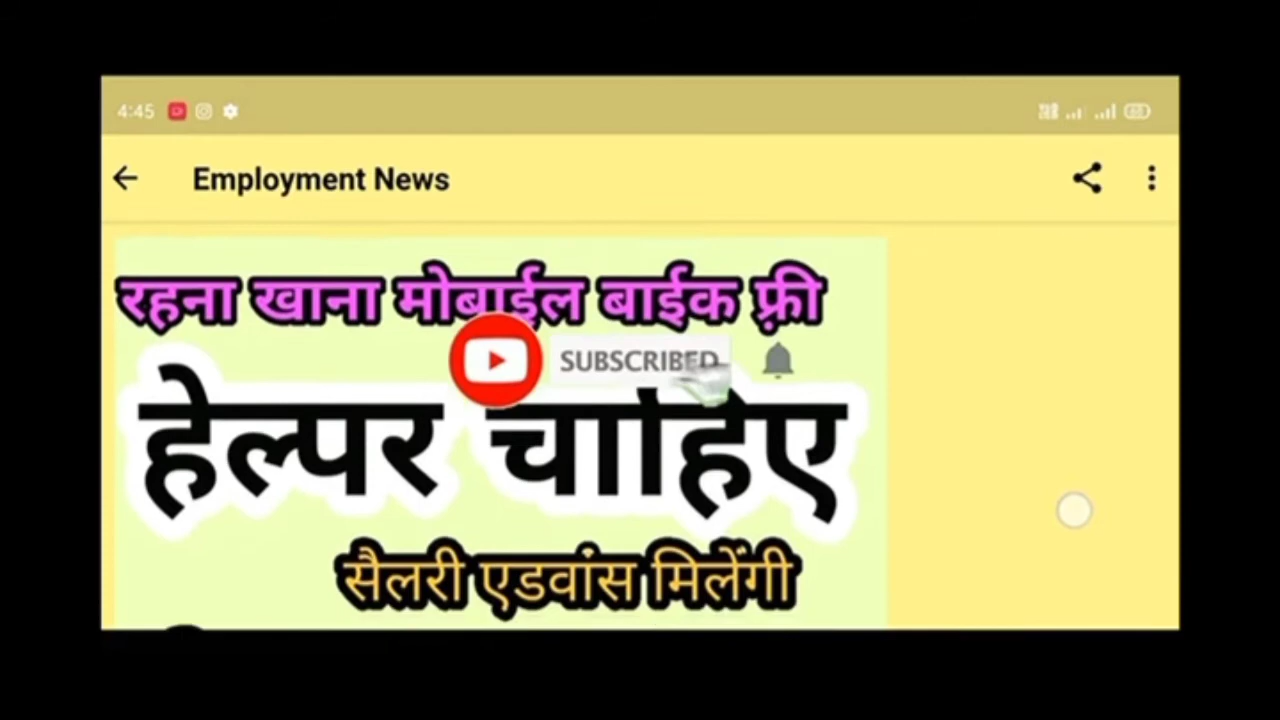 4:45
Employment News
रहना खाना मोबाईल बाईक फ़्री
SUBSCRIBED
हेल्पर चाहिए
सैलरी एडवांस मिलेंगी